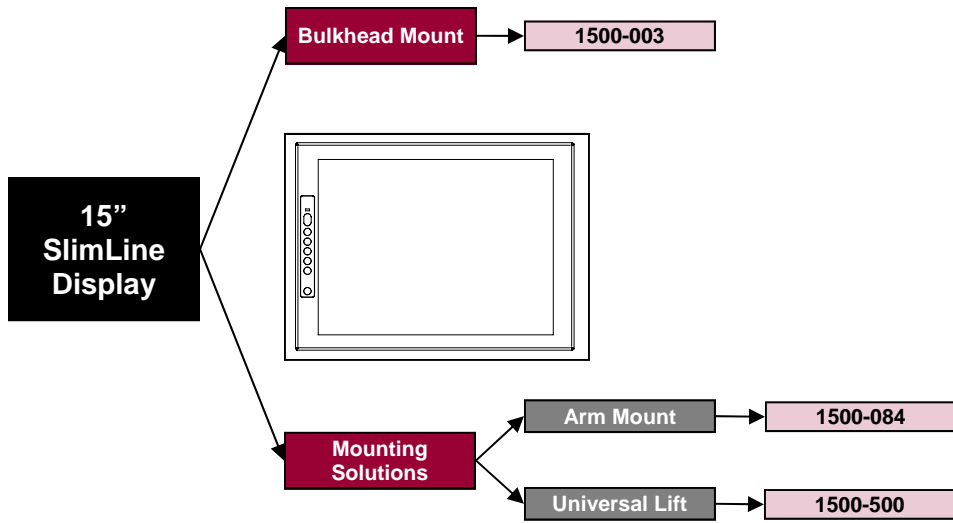 Bulkhead Mount
1500-003
15”
SlimLine
Display
Arm Mount
1500-084
Mounting
Solutions
Universal Lift
1500-500